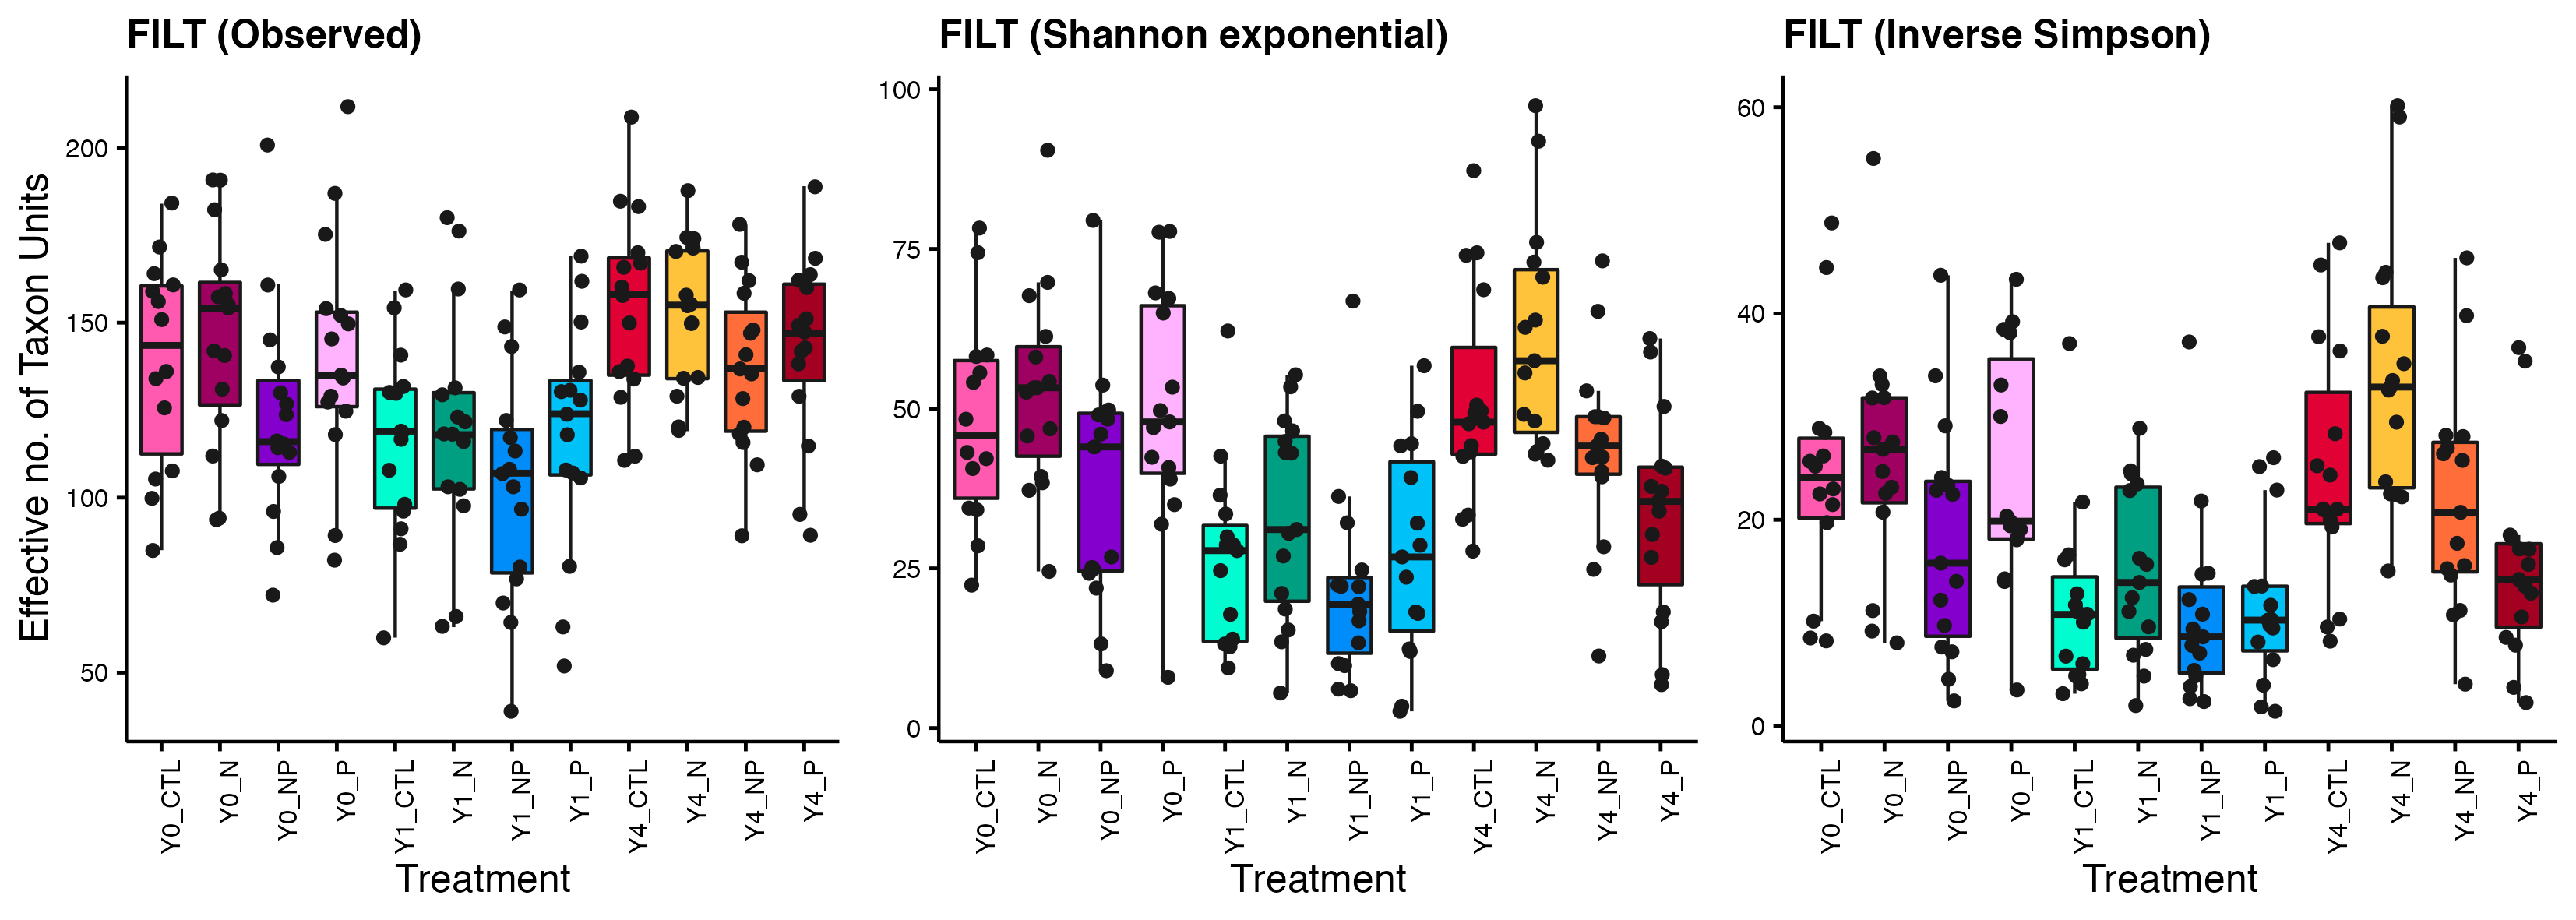 FILT (Observed)
Effective no. of Taxon Units
200
150
100
50
Y0_CTL
Y0_N
Y0_NP
Y0_P
Y1_CTL
Y1_N
Y1_NP
Y1_P
Y4_CTL
Y4_N
Y4_NP
Y4_P
Treatment
FILT (Shannon exponential)
100
75
50
25
0
Y0_CTL
Y0_N
Y0_NP
Y0_P
Y1_CTL
Y1_N
Y1_NP
Y1_P
Y4_CTL
Y4_N
Y4_NP
Y4_P
Treatment
FILT (Inverse Simpson)
60
40
20
0
Y0_CTL
Y0_N
Y0_NP
Y0_P
Y1_CTL
Y1_N
Y1_NP
Y1_P
Y4_CTL
Y4_N
Y4_NP
Y4_P
Treatment